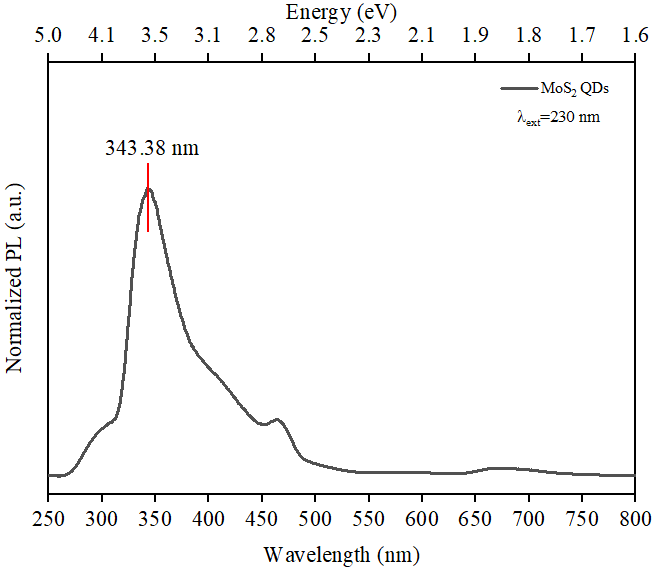 Energy (eV)
5.0 4.1 3.5 3.1 2.8 2.5 2.3 2.1 1.9 1.8 1.7 1.6
MoS₂ QDs
λext=230 nm
343.38 nm
Normalized PL (a.u.)
250 300 350 400 450 500 550 600 650 700 750 800
Wavelength (nm)